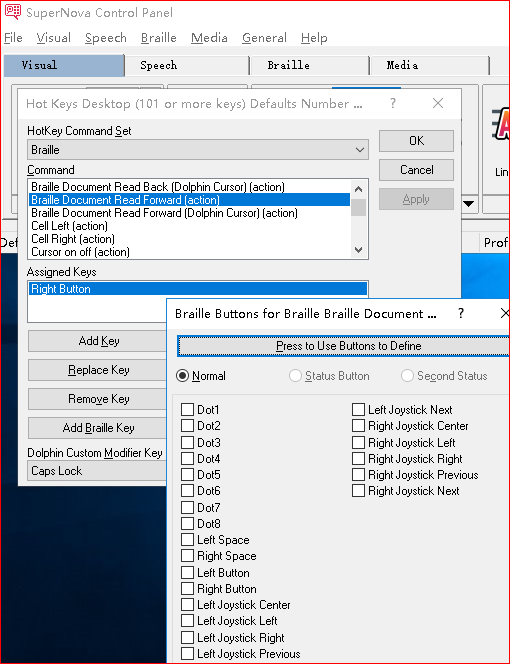 SuperNova Control Panel
File Visual Speech Braille Media General Help
Visual Speech Braille Media
Hot Keys Desktop (101 or more keys) Defaults Number ... ?
HotKey Command Set
Braille
OK
Command
Cancel
Braille Document Read Back (Dolphin Cursor) (action)
Braille Document Read Forward (action)
Apply
Braille Document Read Forward (Dolphin Cursor) (action)
Cell Left (action)
Cell Right (action)
Cursor on off (action)
Lin
Def
Prof
Assigned Keys
Right Button
Braille Buttons for Braille Braille Document ... ?
Add Key
Press to Use Buttons to Define
Replace Key
Normal Status Button Second Status
Remove Key
Add Braille Key
Dolphin Custom Modifier Key
Caps Lock
Dot1
Dot2
Dot3
Dot4
Dot5
Dot6
Dot7
Dot8
Left Space
Right Space
Left Button
Right Button
Left Joystick Center
Left Joystick Left
Left Joystick Right
Left Joystick Previous
Left Joystick Next
Right Joystick Center
Right Joystick Left
Right Joystick Right
Right Joystick Previous
Right Joystick Next